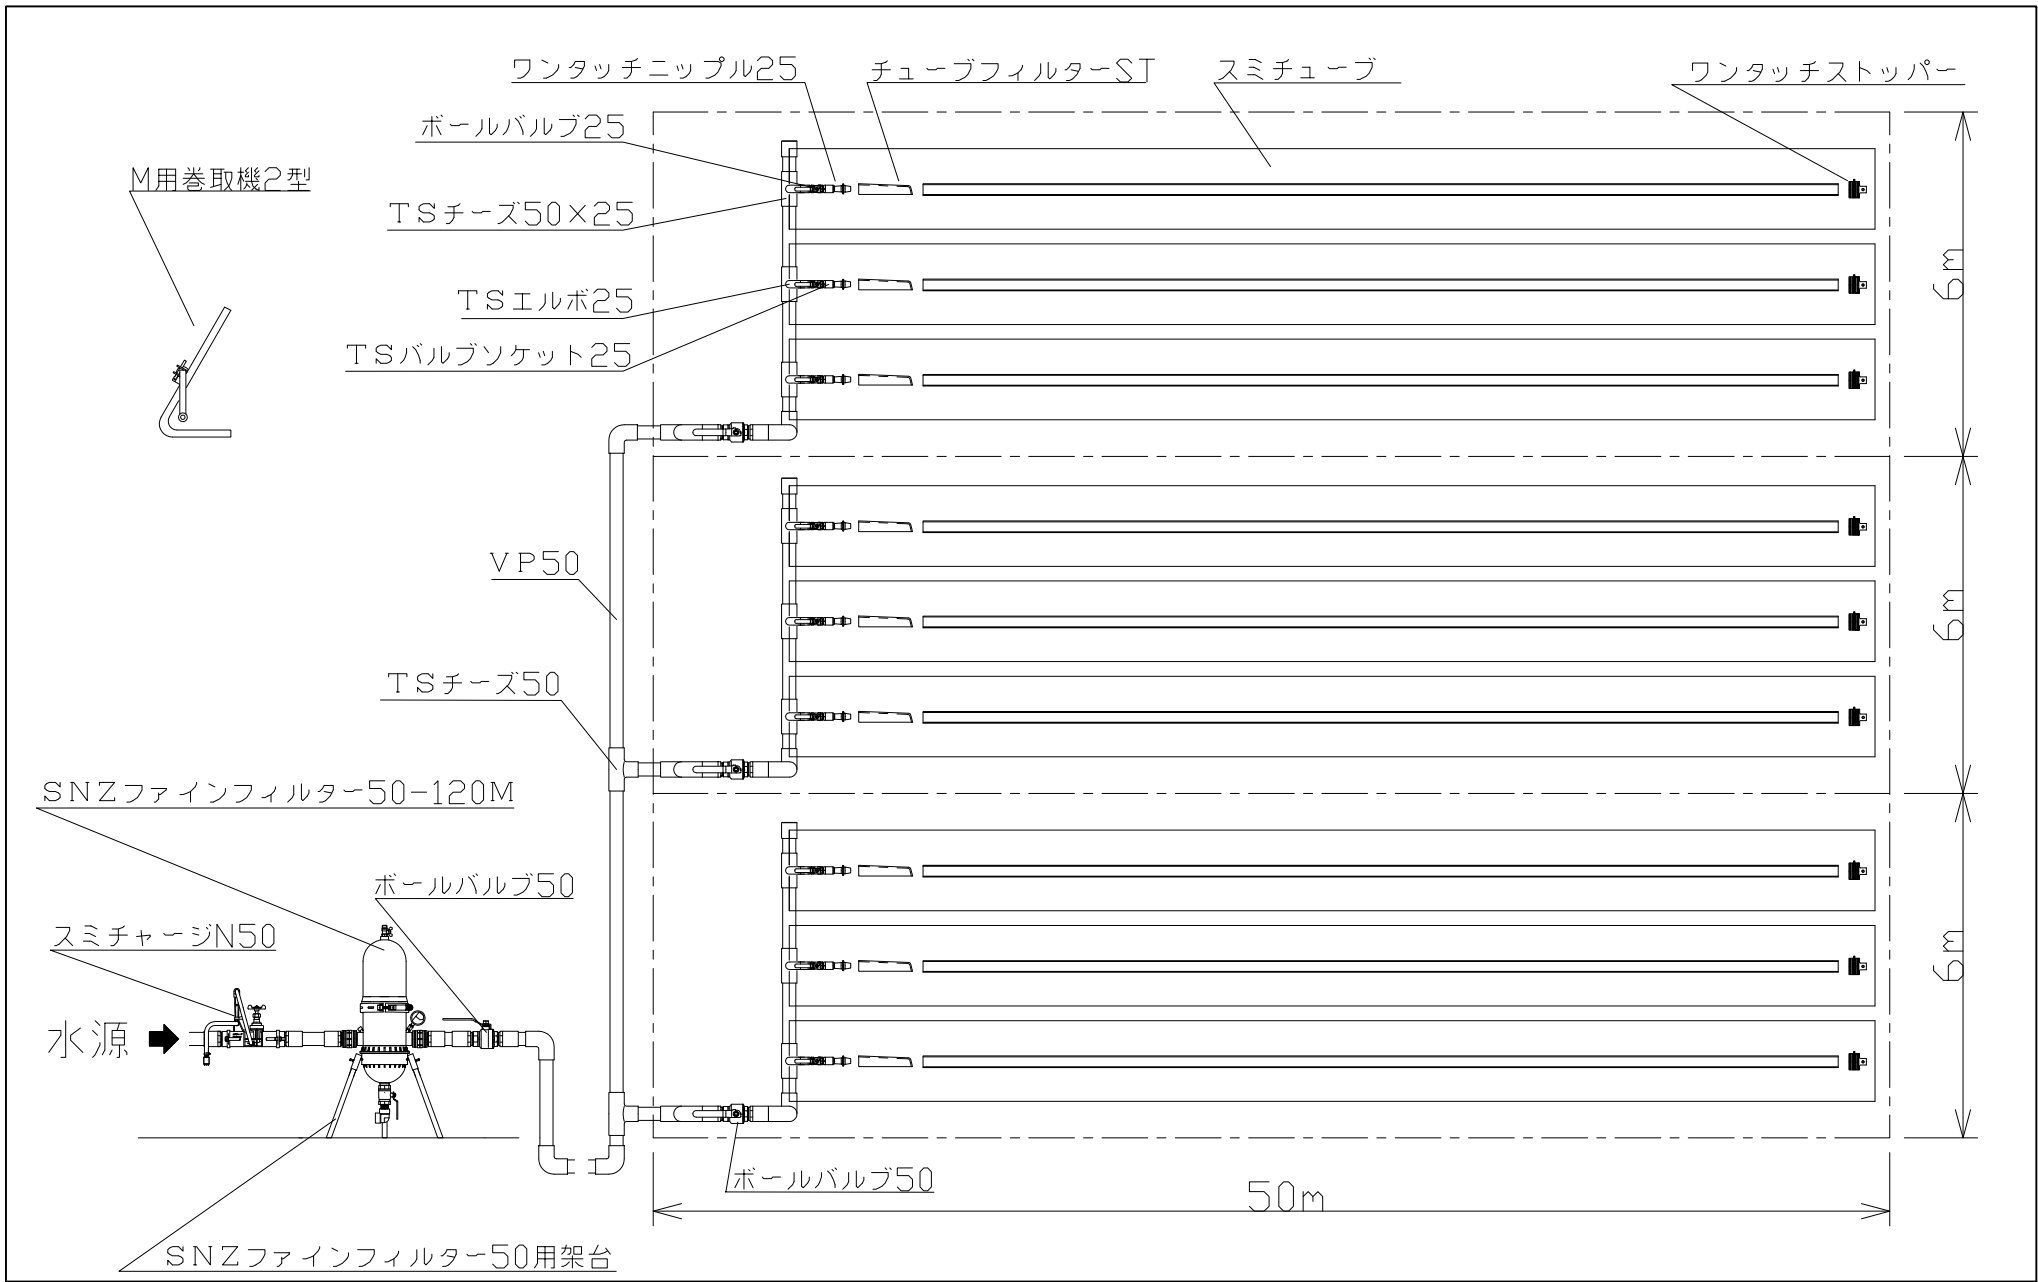 ワンタッチニップル25
チューブフィルターST
スミチューブ
ワンタッチストッパー
ボールバルブ25
M用巻取機2型
TSチーズ50×25
6m
TSエルボ25
TSバルブソケット25
VP50
6m
TSチーズ50
SNZファインフィルター50-120M
ボールバルブ50
スミチャージN50
6m
水源
ボールバルブ50
50m
SNZファインフィルター50用架台